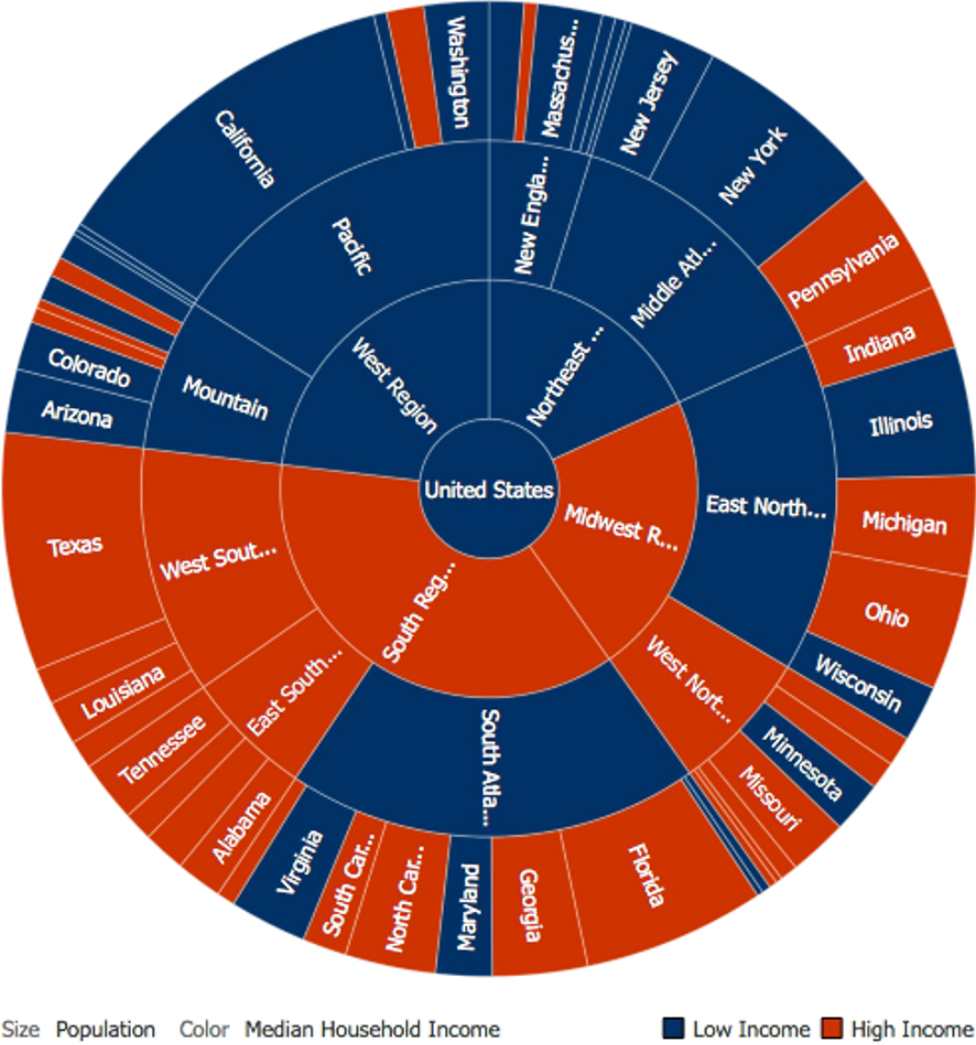 United States
West Region
Northeast ...
Midwest R...
South Reg...
Pacific
New Engla...
Middle Atl...
East North...
West Nort...
South Atla...
East South...
West Sout...
Mountain
Washington
Massachus...
New Jersey
New York
Pennsylvania
Indiana
Illinois
Michigan
Ohio
Wisconsin
Minnesota
Missouri
Florida
Georgia
Maryland
North Car...
South Car...
Virginia
Alabama
Tennessee
Louisiana
Texas
Arizona
Colorado
California
Size Population Color Median Household Income Low Income High Income